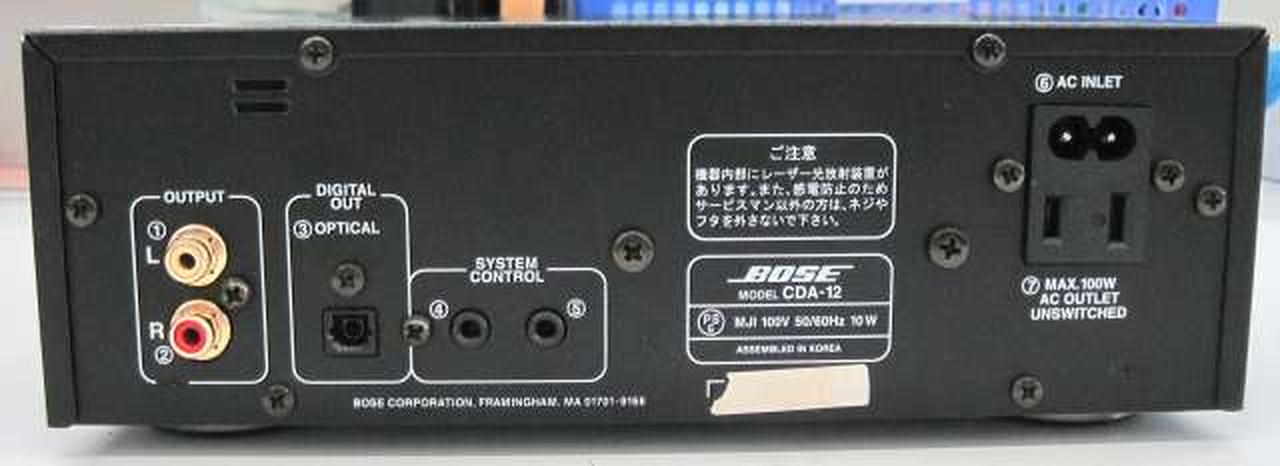 ⑥ AC INLET
ご注意
機器内部にレーザー光放射装置が
あります。また、感電防止のため
サービスマン以外の方は、ネジや
フタを外さないで下さい。
OUTPUT
① L
R
②
DIGITAL
OUT
③ OPTICAL
SYSTEM
CONTROL
④ ⑤
BOSE
MODEL CDA-12
MJI 100V 50/60Hz 10W
ASSEMBLED IN KOREA
⑦ MAX.100W
AC OUTLET
UNSWITCHED
BOSE CORPORATION, FRAMINGHAM, MA 01701-9168